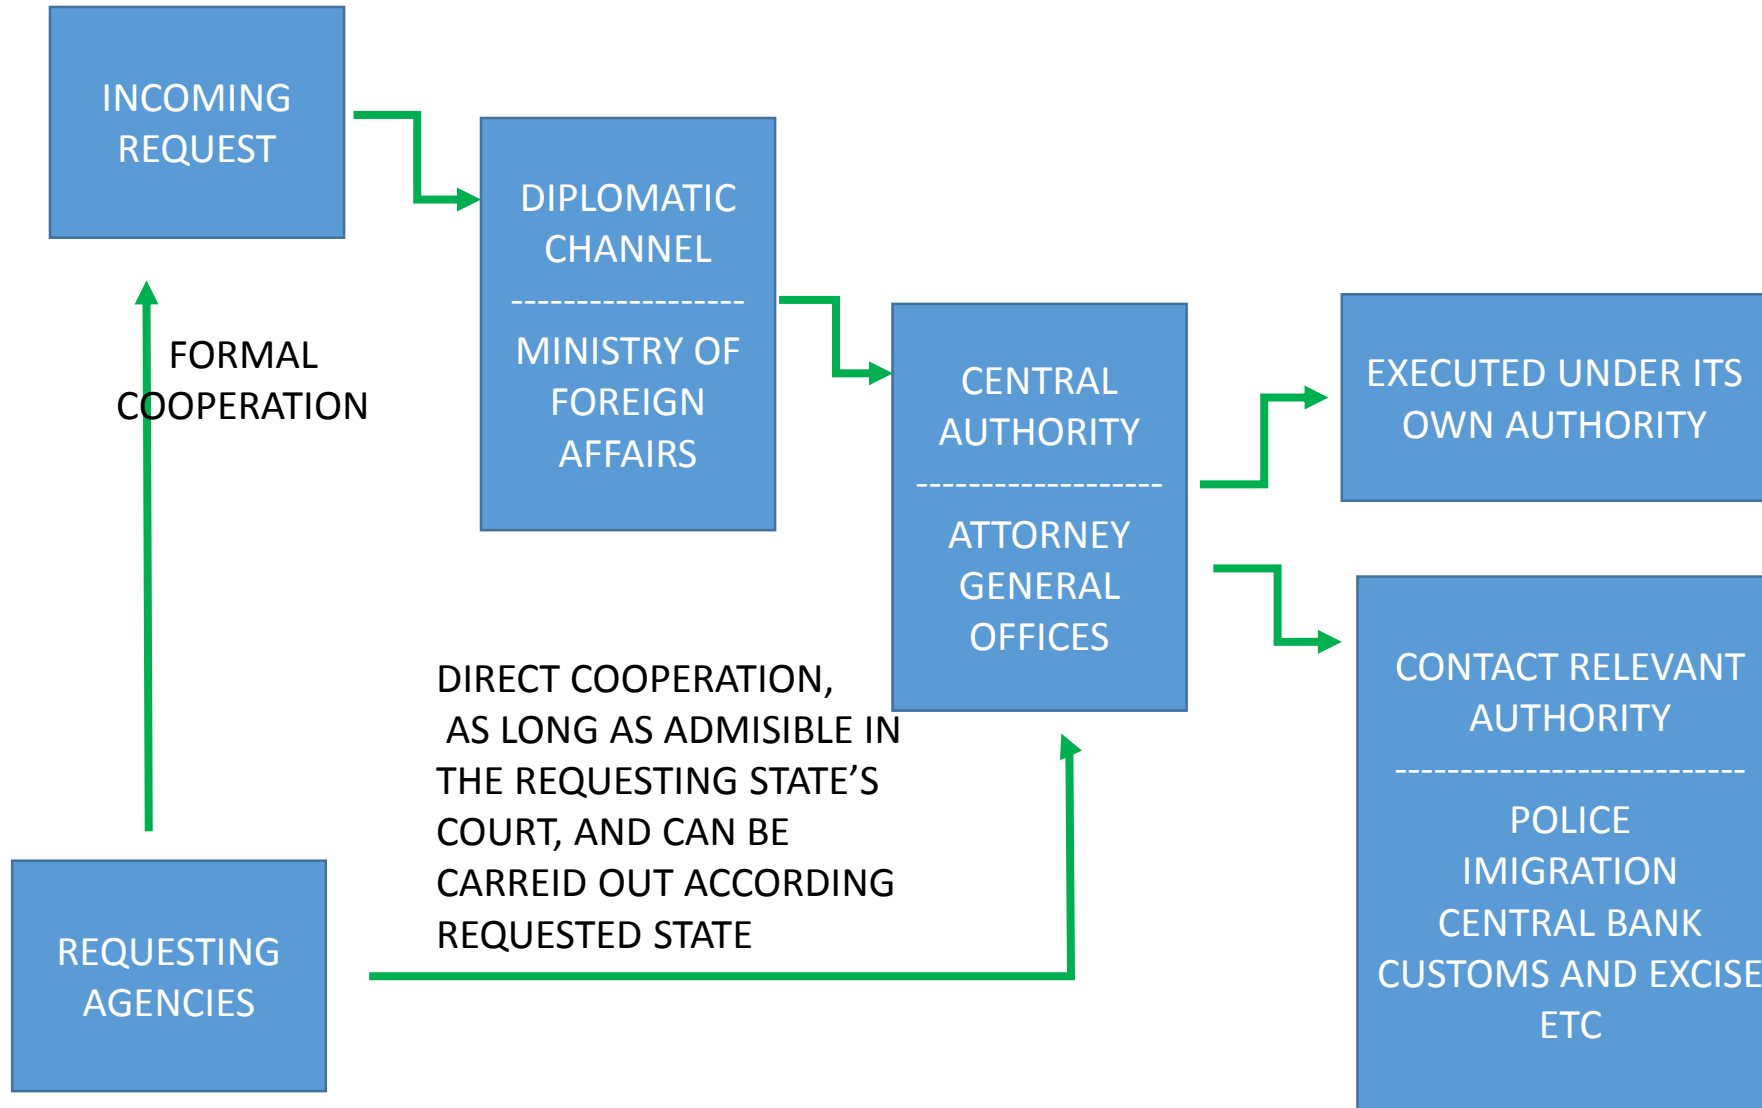 INCOMING
REQUEST
DIPLOMATIC
CHANNEL
------------------
MINISTRY OF
FOREIGN
AFFAIRS
FORMAL
COOPERATION
CENTRAL
AUTHORITY
-------------------
ATTORNEY
GENERAL
OFFICES
EXECUTED UNDER ITS
OWN AUTHORITY
CONTACT RELEVANT
AUTHORITY
---------------------------
POLICE
IMIGRATION
CENTRAL BANK
CUSTOMS AND EXCISE
ETC
DIRECT COOPERATION,
AS LONG AS ADMISIBLE IN
THE REQUESTING STATE’S
COURT, AND CAN BE
CARREID OUT ACCORDING
REQUESTED STATE
REQUESTING
AGENCIES